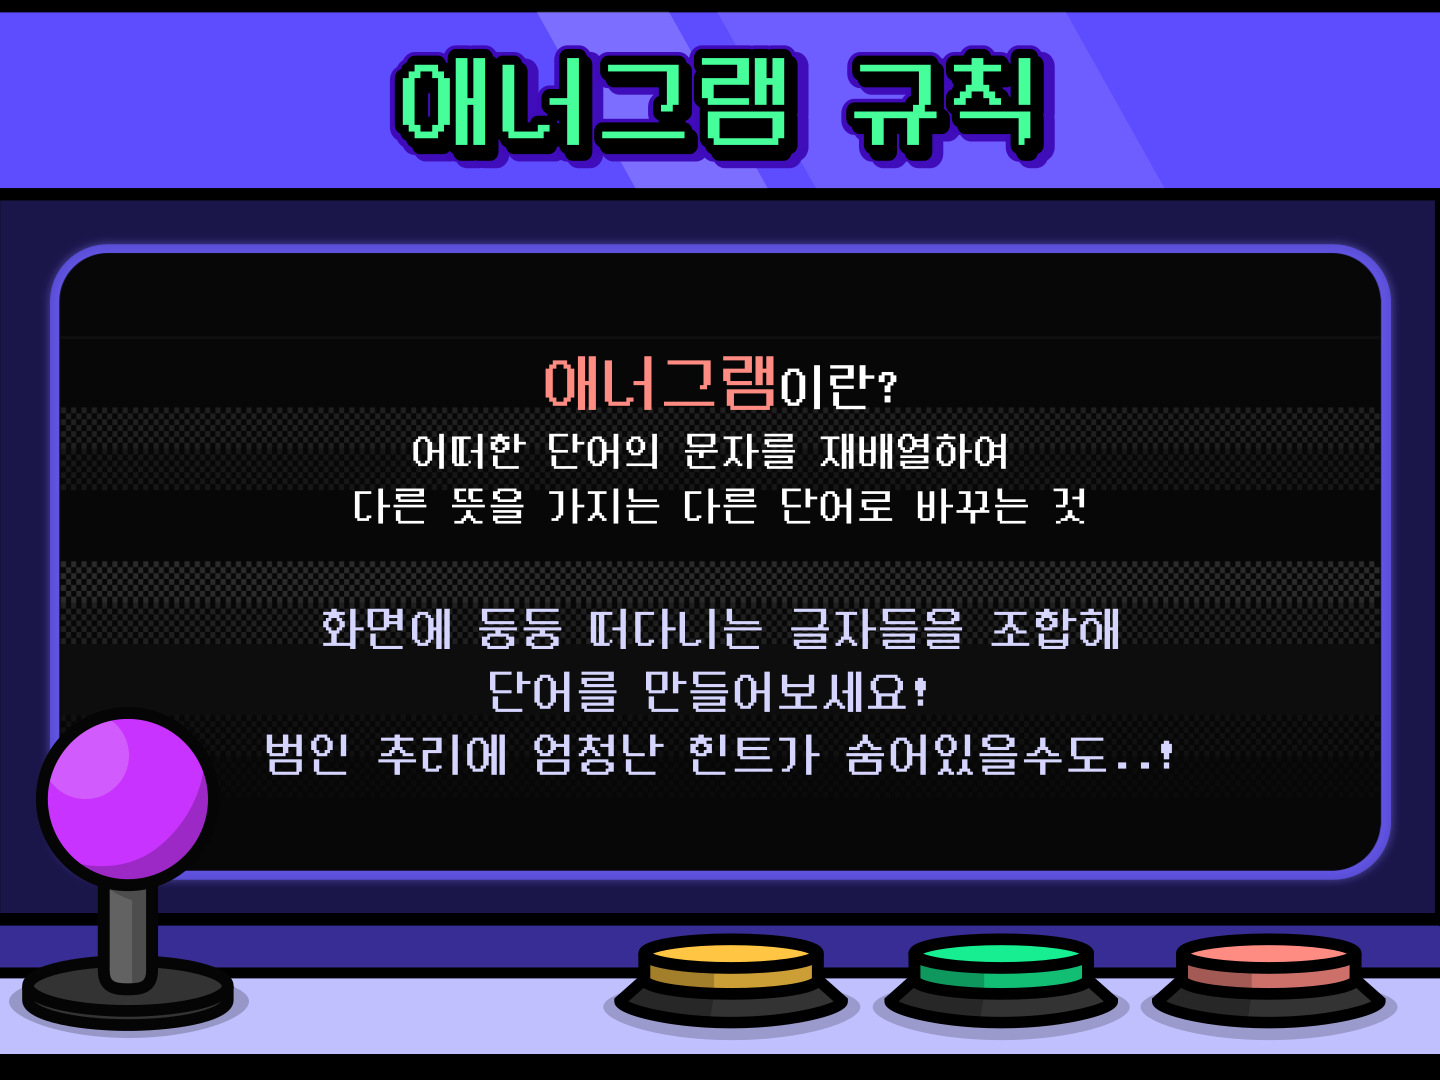 애너그램 규칙
애너그램이란?
어떠한 단어의 문자를 재배열하여
다른 뜻을 가지는 다른 단어로 바꾸는 것
화면에 둥둥 떠다니는 글자들을 조합해
단어를 만들어보세요!
범인 추리에 엄청난 힌트가 숨어있을수도..!